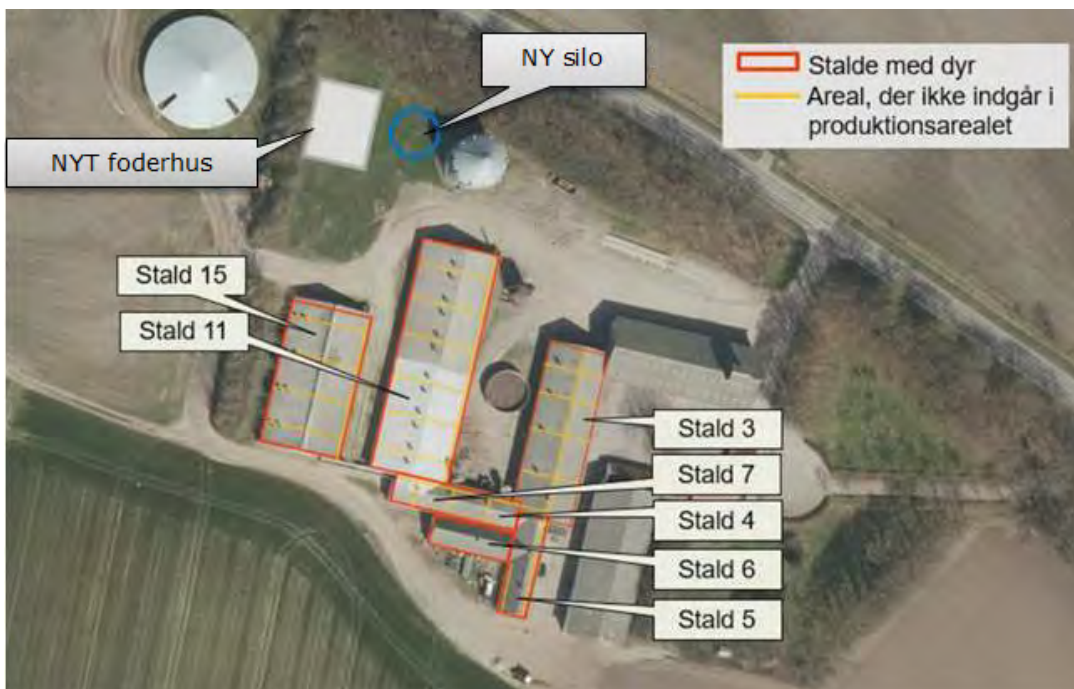 NY silo
Stalde med dyr
Areal, der ikke indgår i
produktionsarealet
NYT foderhus
Stald 15
Stald 11
Stald 3
Stald 7
Stald 4
Stald 6
Stald 5